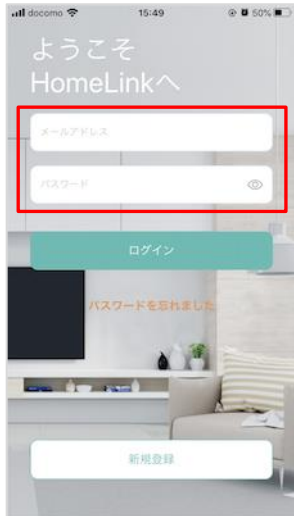 docomo 15:49 50%
ようこそ
HomeLinkへ
メールアドレス
パスワード
ログイン
パスワードを忘れました
新規登録